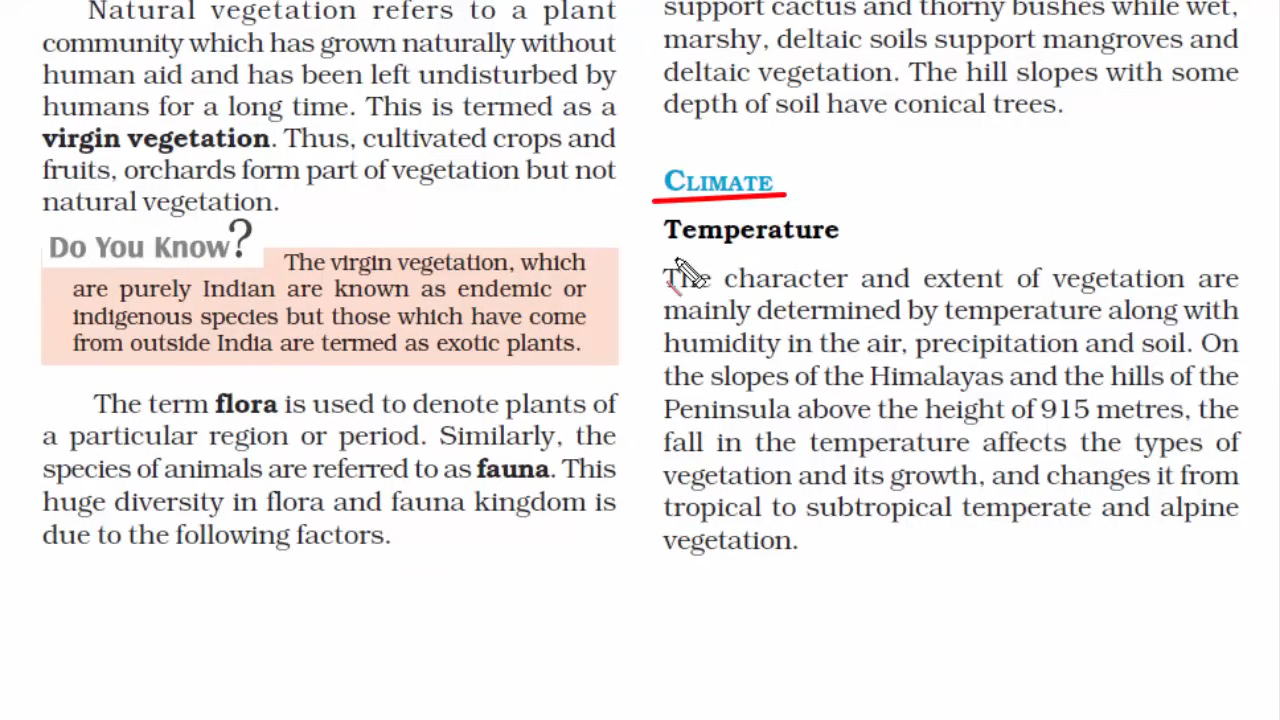 Natural vegetation refers to a plant
community which has grown naturally without
human aid and has been left undisturbed by
humans for a long time. This is termed as a
virgin vegetation. Thus, cultivated crops and
fruits, orchards form part of vegetation but not
natural vegetation.
Do You Know?
The virgin vegetation, which
are purely Indian are known as endemic or
indigenous species but those which have come
from outside India are termed as exotic plants.
The term flora is used to denote plants of
a particular region or period. Similarly, the
species of animals are referred to as fauna. This
huge diversity in flora and fauna kingdom is
due to the following factors.
support cactus and thorny bushes while wet,
marshy, deltaic soils support mangroves and
deltaic vegetation. The hill slopes with some
depth of soil have conical trees.
CLIMATE
Temperature
The character and extent of vegetation are
mainly determined by temperature along with
humidity in the air, precipitation and soil. On
the slopes of the Himalayas and the hills of the
Peninsula above the height of 915 metres, the
fall in the temperature affects the types of
vegetation and its growth, and changes it from
tropical to subtropical temperate and alpine
vegetation.